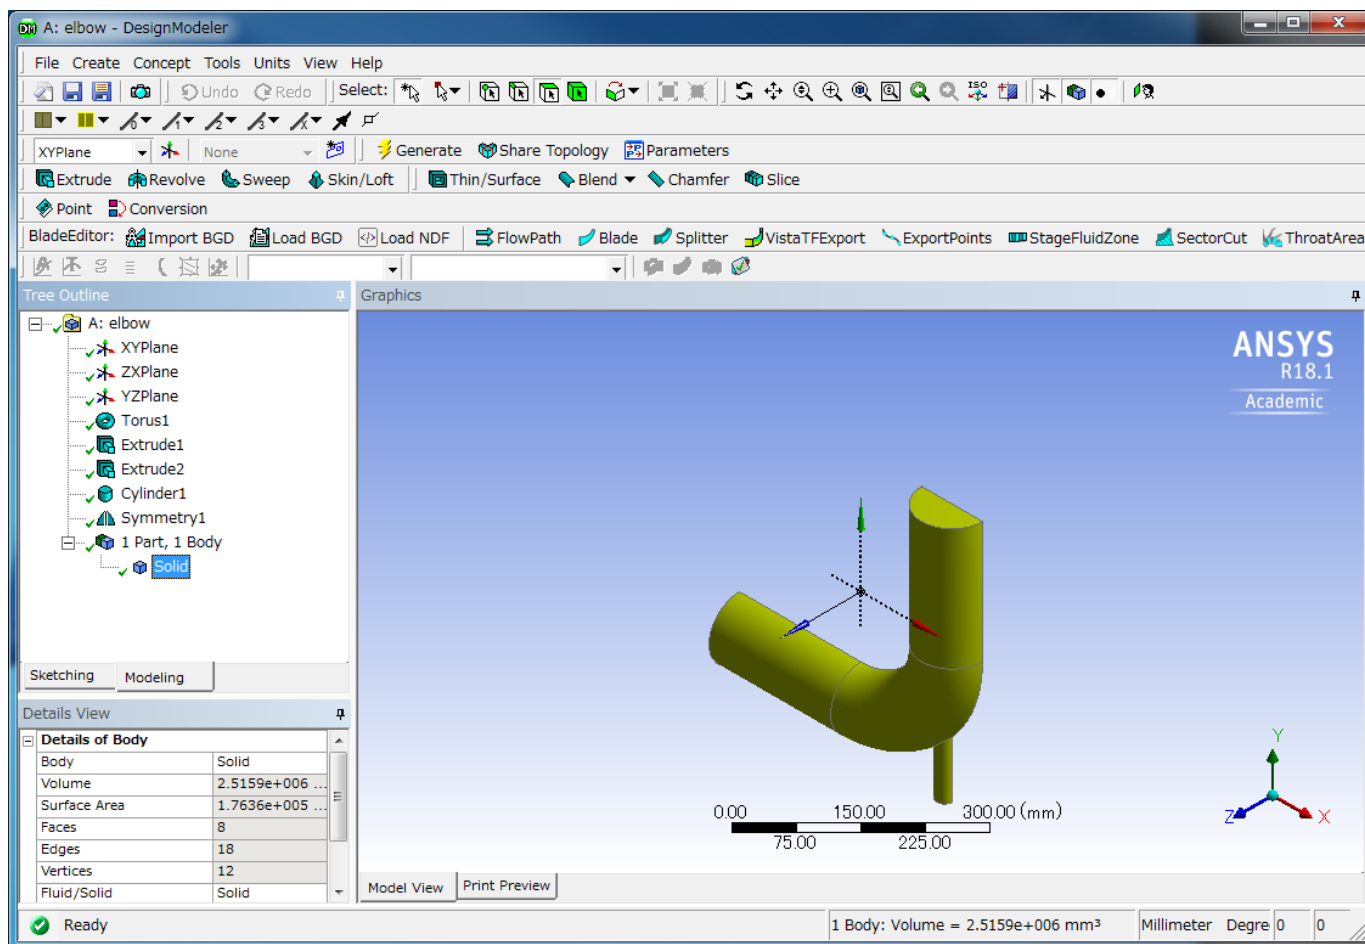 A: elbow - DesignModeler
File Create Concept Tools Units View Help
Undo Redo Select: ISO
XYPlane None Generate Share Topology Parameters
Extrude Revolve Sweep Skin/Loft Thin/Surface Blend Chamfer Slice
Point Conversion
BladeEditor: Import BGD Load BGD Load NDF FlowPath Blade Splitter VistaTFExport ExportPoints StageFluidZone SectorCut ThroatArea
Tree Outline
A: elbow
XYPlane
ZXPlane
YZPlane
Torus1
Extrude1
Extrude2
Cylinder1
Symmetry1
1 Part, 1 Body
Solid
Sketching Modeling
Details View
Details of Body
Body Solid
Volume 2.5159e+006 ...
Surface Area 1.7636e+005 ...
Faces 8
Edges 18
Vertices 12
Fluid/Solid Solid
Graphics
ANSYS
R18.1
Academic
0.00 150.00 300.00 (mm)
75.00 225.00
Y
Z X
Model View Print Preview
Ready 1 Body: Volume = 2.5159e+006 mm³ Millimeter Degre 0 0